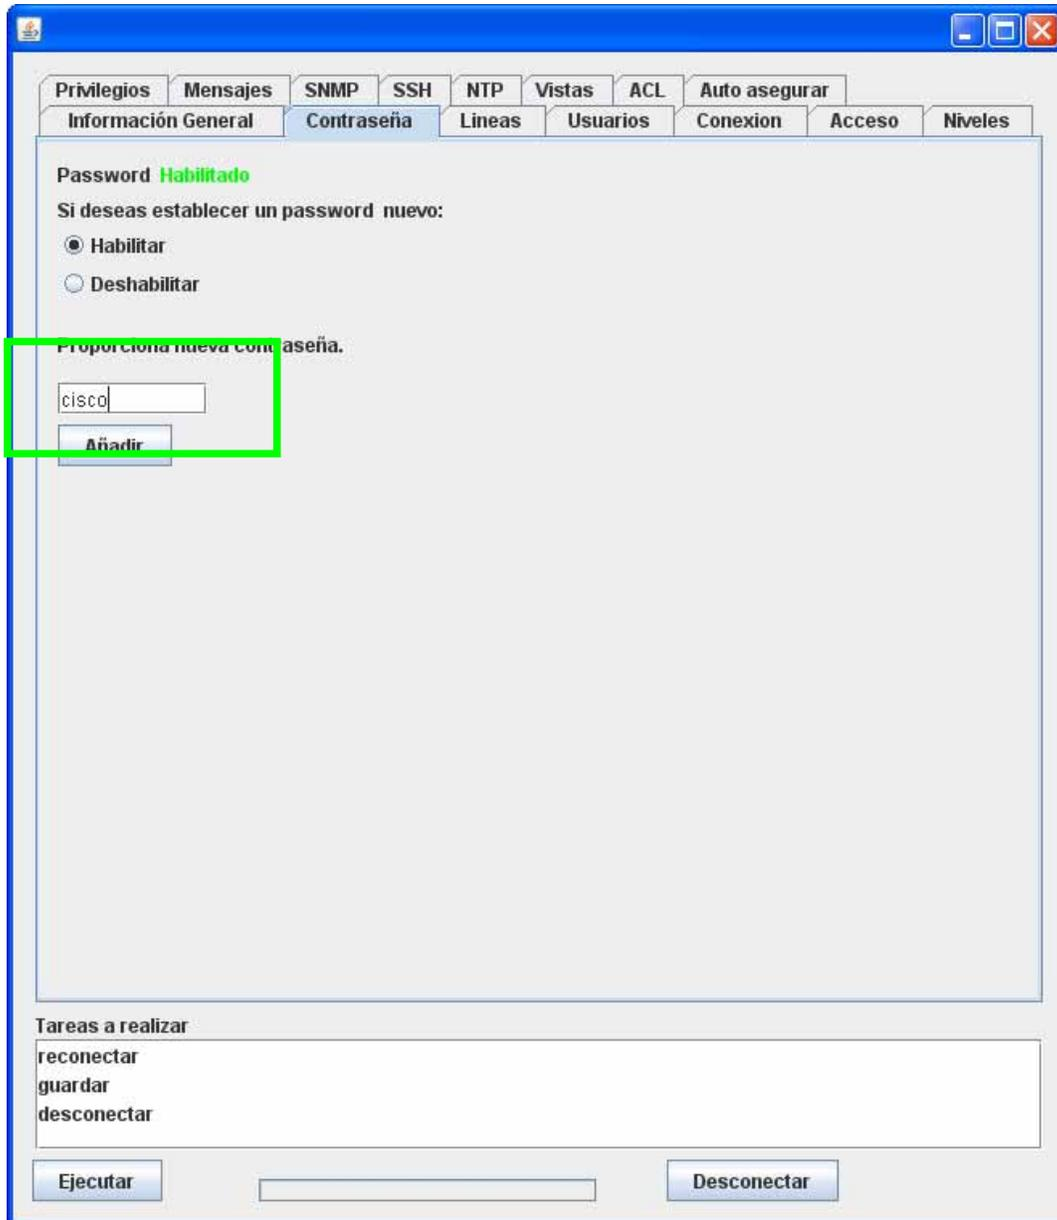 Privilegios Mensajes SNMP SSH NTP Vistas ACL Auto asegurar
Información General Contraseña Lineas Usuarios Conexion Acceso Niveles
Password Habilitado
Si deseas establecer un password nuevo:
Habilitar
Deshabilitar
Proporciona nueva contraseña.
cisco
Añadir
Tareas a realizar
reconectar
guardar
desconectar
Ejecutar Desconectar